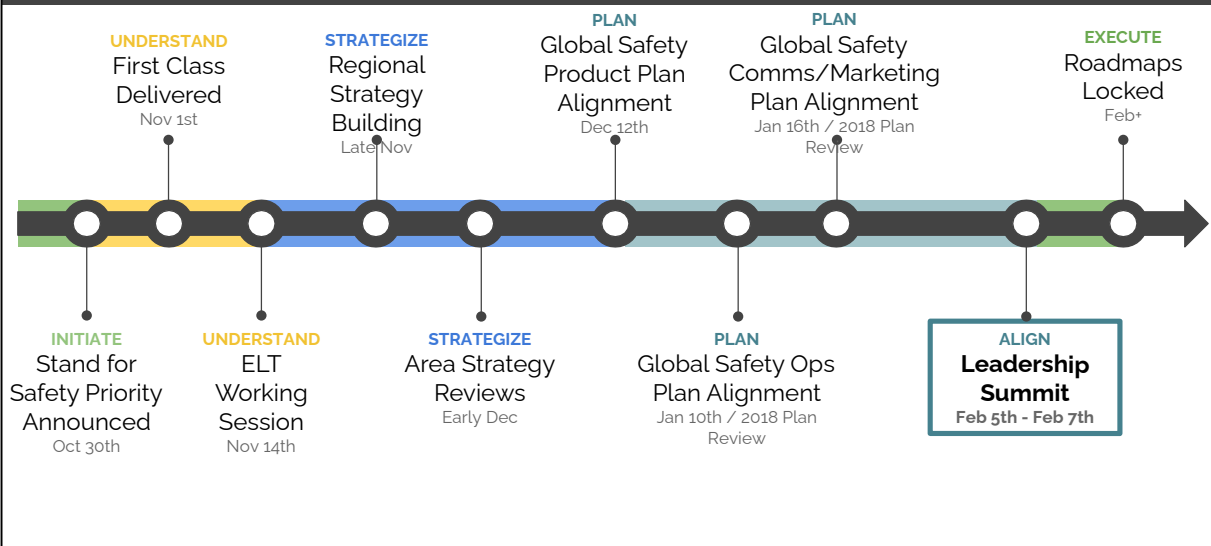 UNDERSTAND
First Class
Delivered
Nov 1st
STRATEGIZE
Regional
Strategy
Building
Late Nov
PLAN
Global Safety
Product Plan
Alignment
Dec 12th
PLAN
Global Safety
Comms/Marketing
Plan Alignment
Jan 16th / 2018 Plan
Review
EXECUTE
Roadmaps
Locked
Feb+
INITIATE
Stand for
Safety Priority
Announced
Oct 30th
UNDERSTAND
ELT
Working
Session
Nov 14th
STRATEGIZE
Area Strategy
Reviews
Early Dec
PLAN
Global Safety Ops
Plan Alignment
Jan 10th / 2018 Plan
Review
ALIGN
Leadership
Summit
Feb 5th - Feb 7th